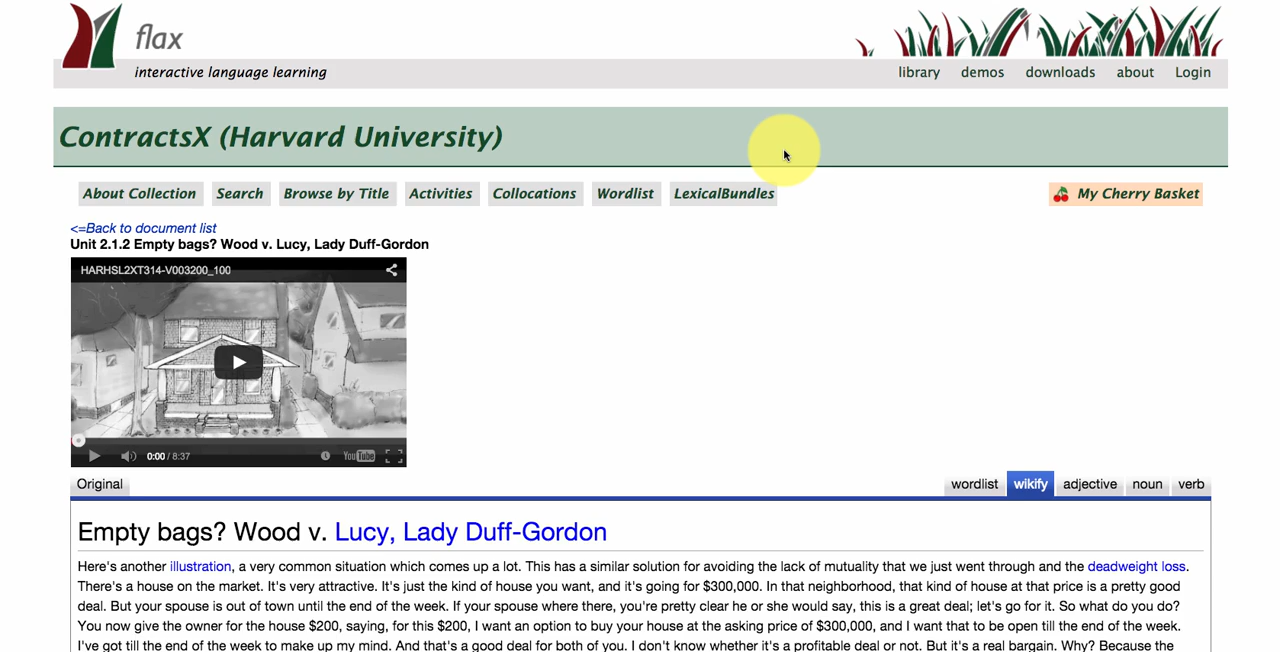 flax
interactive language learning
library demos downloads about Login
ContractsX (Harvard University)
About Collection Search Browse by Title Activities Collocations Wordlist LexicalBundles My Cherry Basket
<=Back to document list
Unit 2.1.2 Empty bags? Wood v. Lucy, Lady Duff-Gordon
HARHSL2XT314-V003200_100
0:00 / 8:37 YouTube
Original wordlist wikify adjective noun verb
Empty bags? Wood v. Lucy, Lady Duff-Gordon
Here's another illustration, a very common situation which comes up a lot. This has a similar solution for avoiding the lack of mutuality that we just went through and the deadweight loss.
There's a house on the market. It's very attractive. It's just the kind of house you want, and it's going for $300,000. In that neighborhood, that kind of house at that price is a pretty good
deal. But your spouse is out of town until the end of the week. If your spouse where there, you're pretty clear he or she would say, this is a great deal; let's go for it. So what do you do?
You now give the owner for the house $200, saying, for this $200, I want an option to buy your house at the asking price of $300,000, and I want that to be open till the end of the week.
I've got till the end of the week to make up my mind. And that's a good deal for both of you. I don't know whether it's a profitable deal or not. But it's a real bargain. Why? Because the